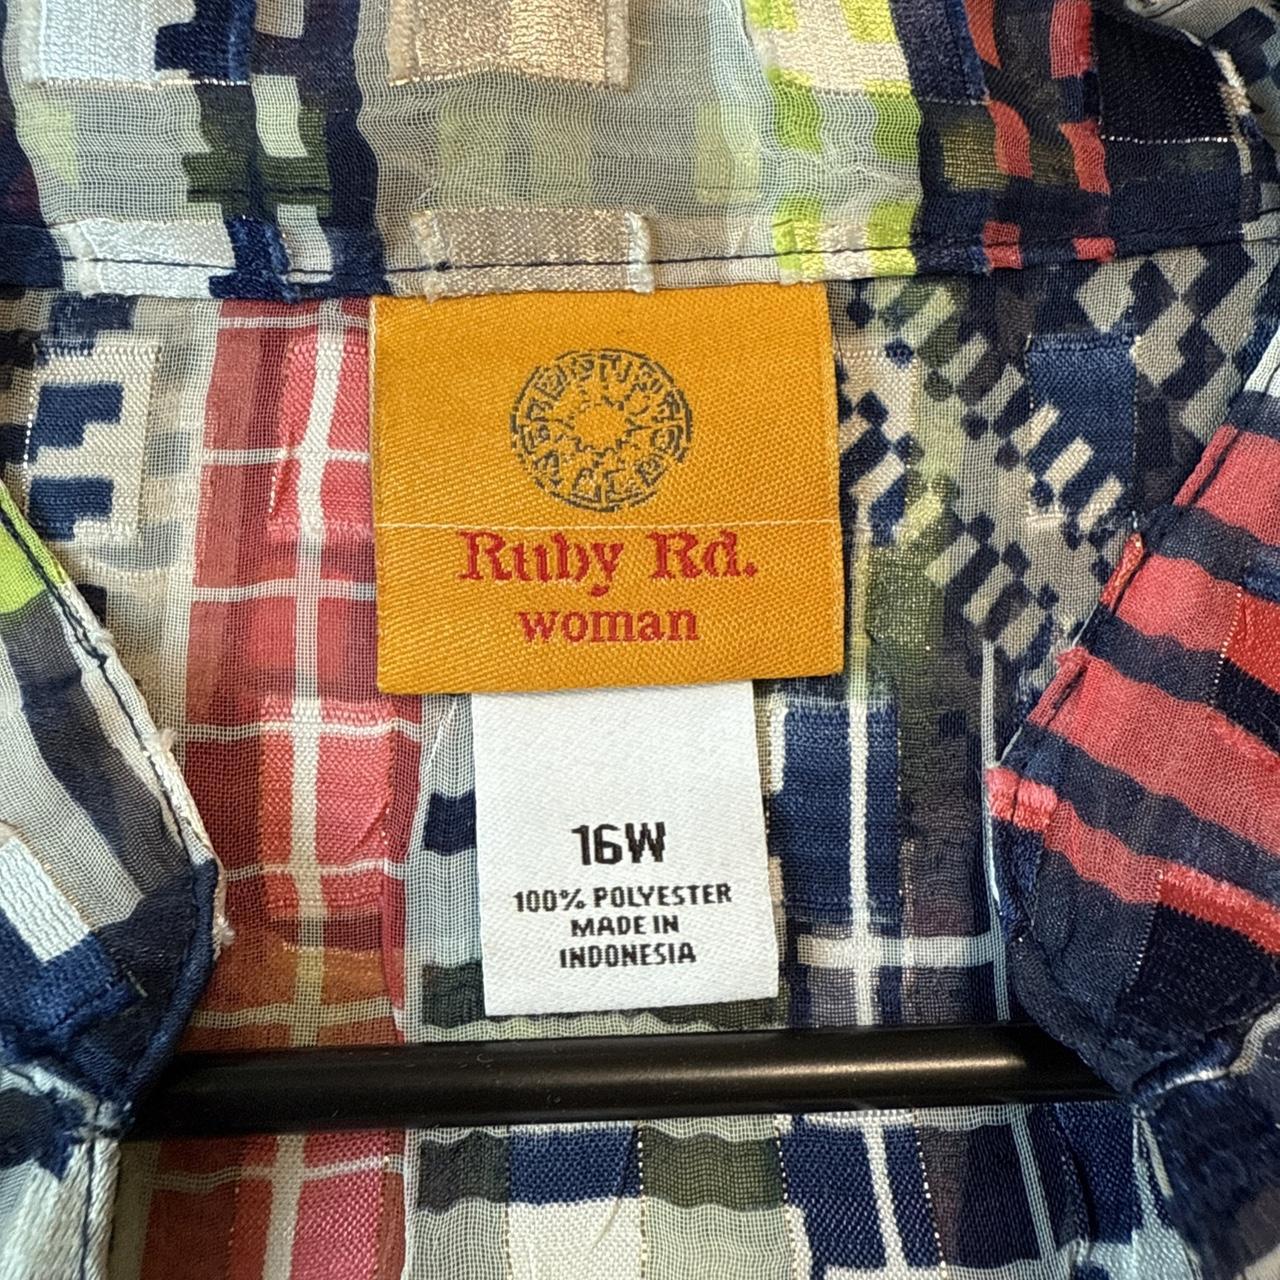 Ruby Rd.
woman
16W
100% POLYESTER
MADE IN
INDONESIA